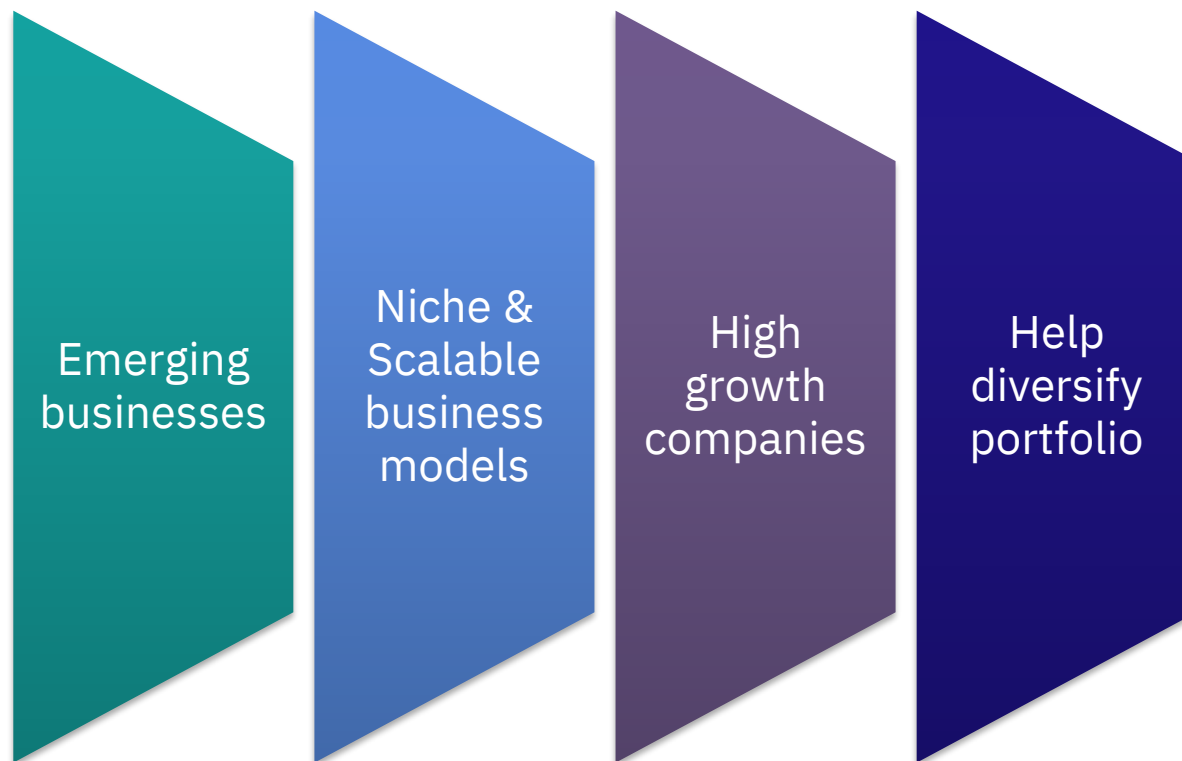 Emerging
businesses
Niche &
Scalable
business
models
High
growth
companies
Help
diversify
portfolio